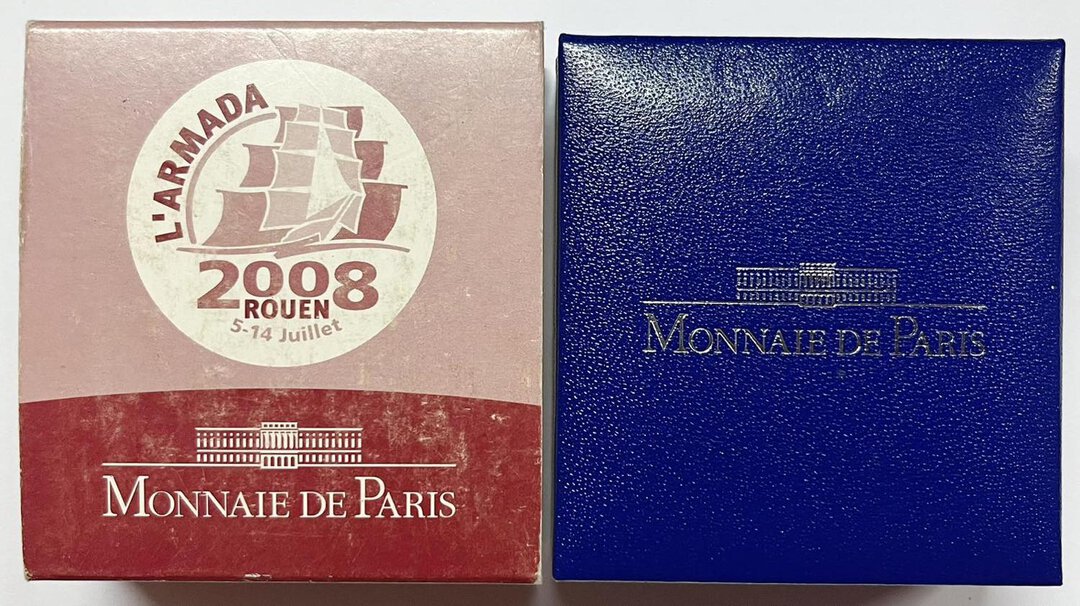 L'ARMADA
2008
ROUEN
5-14 Juillet
MONNAIE DE PARIS
MONNAIE DE PARIS